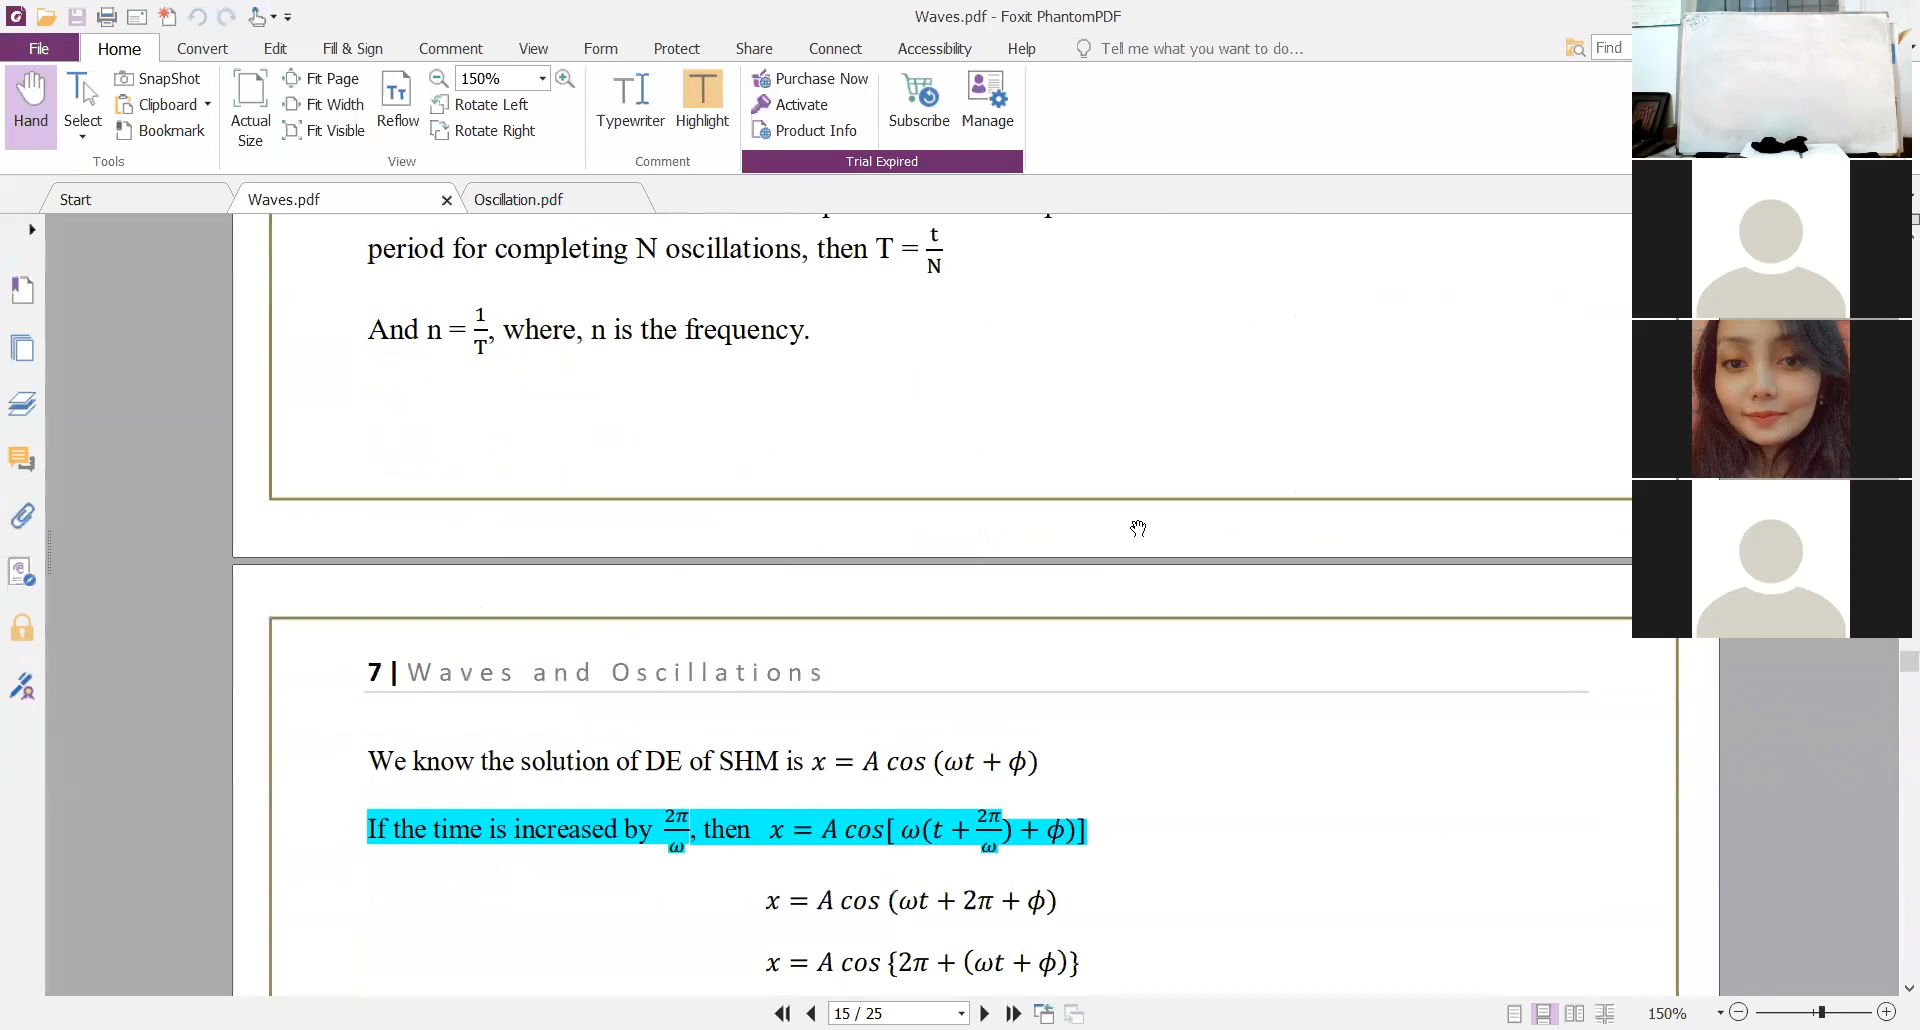 Waves.pdf - Foxit PhantomPDF
File Home Convert Edit Fill & Sign Comment View Form Protect Share Connect Accessibility Help Tell me what you want to do... Find
Hand
Select
SnapShot
Clipboard
Bookmark
Tools
Actual Size
Fit Page
Fit Width
Fit Visible
Reflow
150%
Rotate Left
Rotate Right
View
Typewriter
Highlight
Comment
Purchase Now
Activate
Product Info
Trial Expired
Subscribe
Manage
Start Waves.pdf Oscillation.pdf
period for completing N oscillations, then T = t/N
And n = 1/T, where, n is the frequency.
7 | Waves and Oscillations
We know the solution of DE of SHM is x = A cos (ωt + ϕ)
If the time is increased by 2π/ω, then x = A cos[ ω(t + 2π/ω) + ϕ)]
x = A cos (ωt + 2π + ϕ)
x = A cos {2π + (ωt + ϕ)}
15 / 25
150%